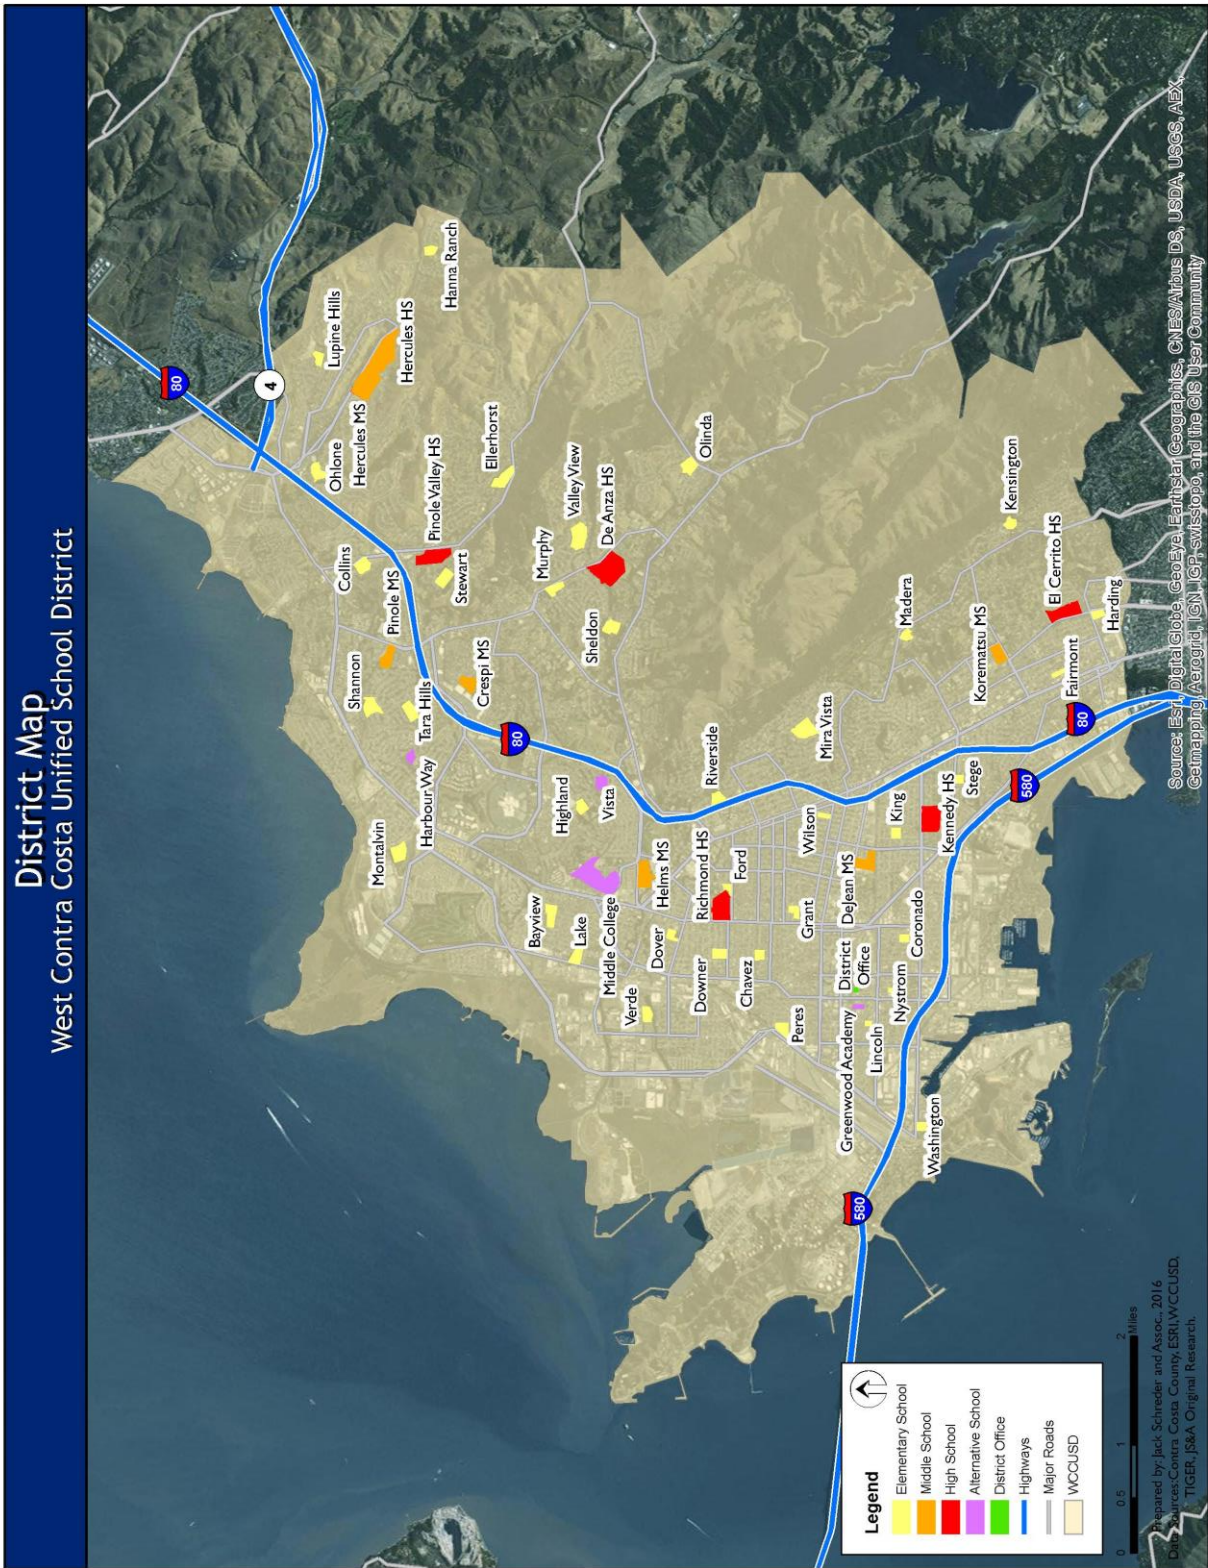 District Map
West Contra Costa Unified School District
80
4
Lupine Hills
Hanna Ranch
Hercules HS
Hercules MS
Ohlone
Pinole Valley HS
Ellerhorst
Collins
Stewart
Pinole MS
Valley View
De Anza HS
Murphy
Olinda
Kensington
Shannon
Crespi MS
Sheldon
Madera
El Cerrito HS
Harding
Korematsu MS
Tara Hills
Fairmont
80
80
Harbour Way
Mira Vista
Riverside
Stege
580
Highland
Vista
Montalvin
Wilson
King
Kennedy HS
Helms MS
Richmond HS
Ford
DeJean MS
Bayview
Lake
Middle College
Dover
Grant
Coronado
Verde
Downer
Chavez
District
Office
Nystrom
Peres
Greenwood Academy
Lincoln
Washington
580
Legend
Elementary School
Middle School
High School
Alternative School
District Office
Highways
Major Roads
WCCUSD
0 0.5 1 2
Miles
Prepared by: Jack Schreder and Assoc., 2016
Data Sources:Contra Costa County, ESRI,WCCUSD,
TIGER, JS&A Original Research.
Source: Esri, DigitalGlobe, GeoEye, Earthstar Geographics, CNES/Airbus DS, USDA, USGS, AEX,
Getmapping, Aerogrid, IGN, IGP, swisstopo, and the GIS User Community